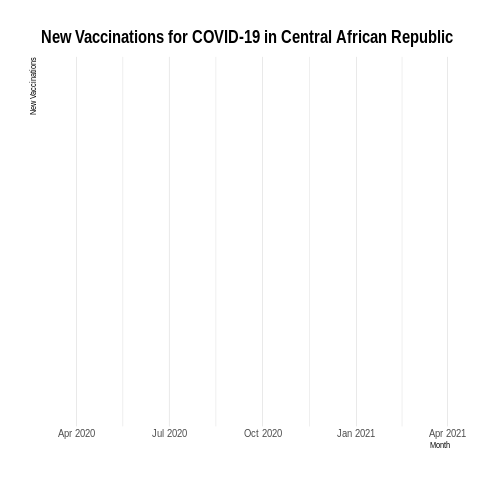 New Vaccinations for COVID-19 in Central African Republic
New Vaccinations
Apr 2020
Jul 2020
Oct 2020
Jan 2021
Apr 2021
Month